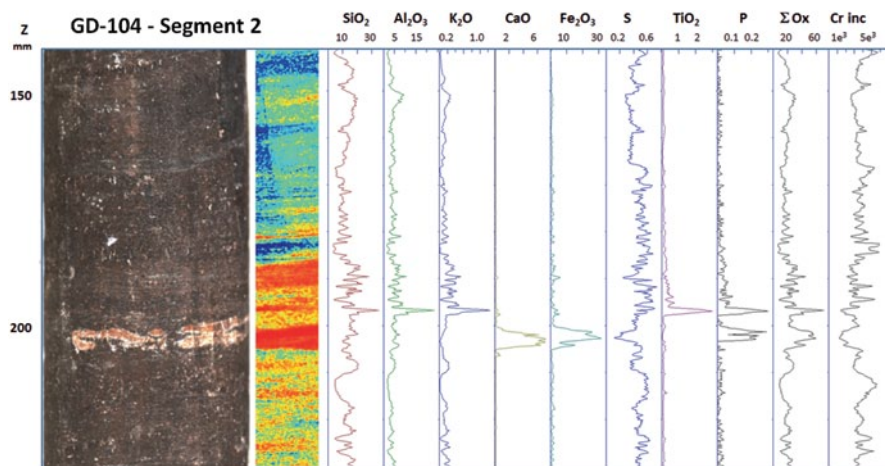 Z
mm
GD-104 - Segment 2
SiO₂ Al₂O₃ K₂O CaO Fe₂O₃ S TiO₂ P Σ Ox Cr inc
10 30 5 15 0.2 1.0 2 6 10 30 0.2 0.6 1 2 0.1 0.2 20 60 1e³ 5e³
150
200